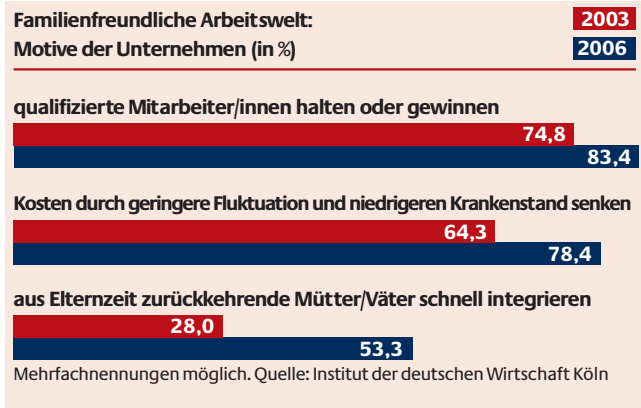 Familienfreundliche Arbeitswelt:
2003
Motive der Unternehmen (in %)
2006
qualifizierte Mitarbeiter/innen halten oder gewinnen
74,8
83,4
Kosten durch geringere Fluktuation und niedrigeren Krankenstand senken
64,3
78,4
aus Elternzeit zurückkehrende Mütter/Väter schnell integrieren
28,0
53,3
Mehrfachnennungen möglich. Quelle: Institut der deutschen Wirtschaft Köln